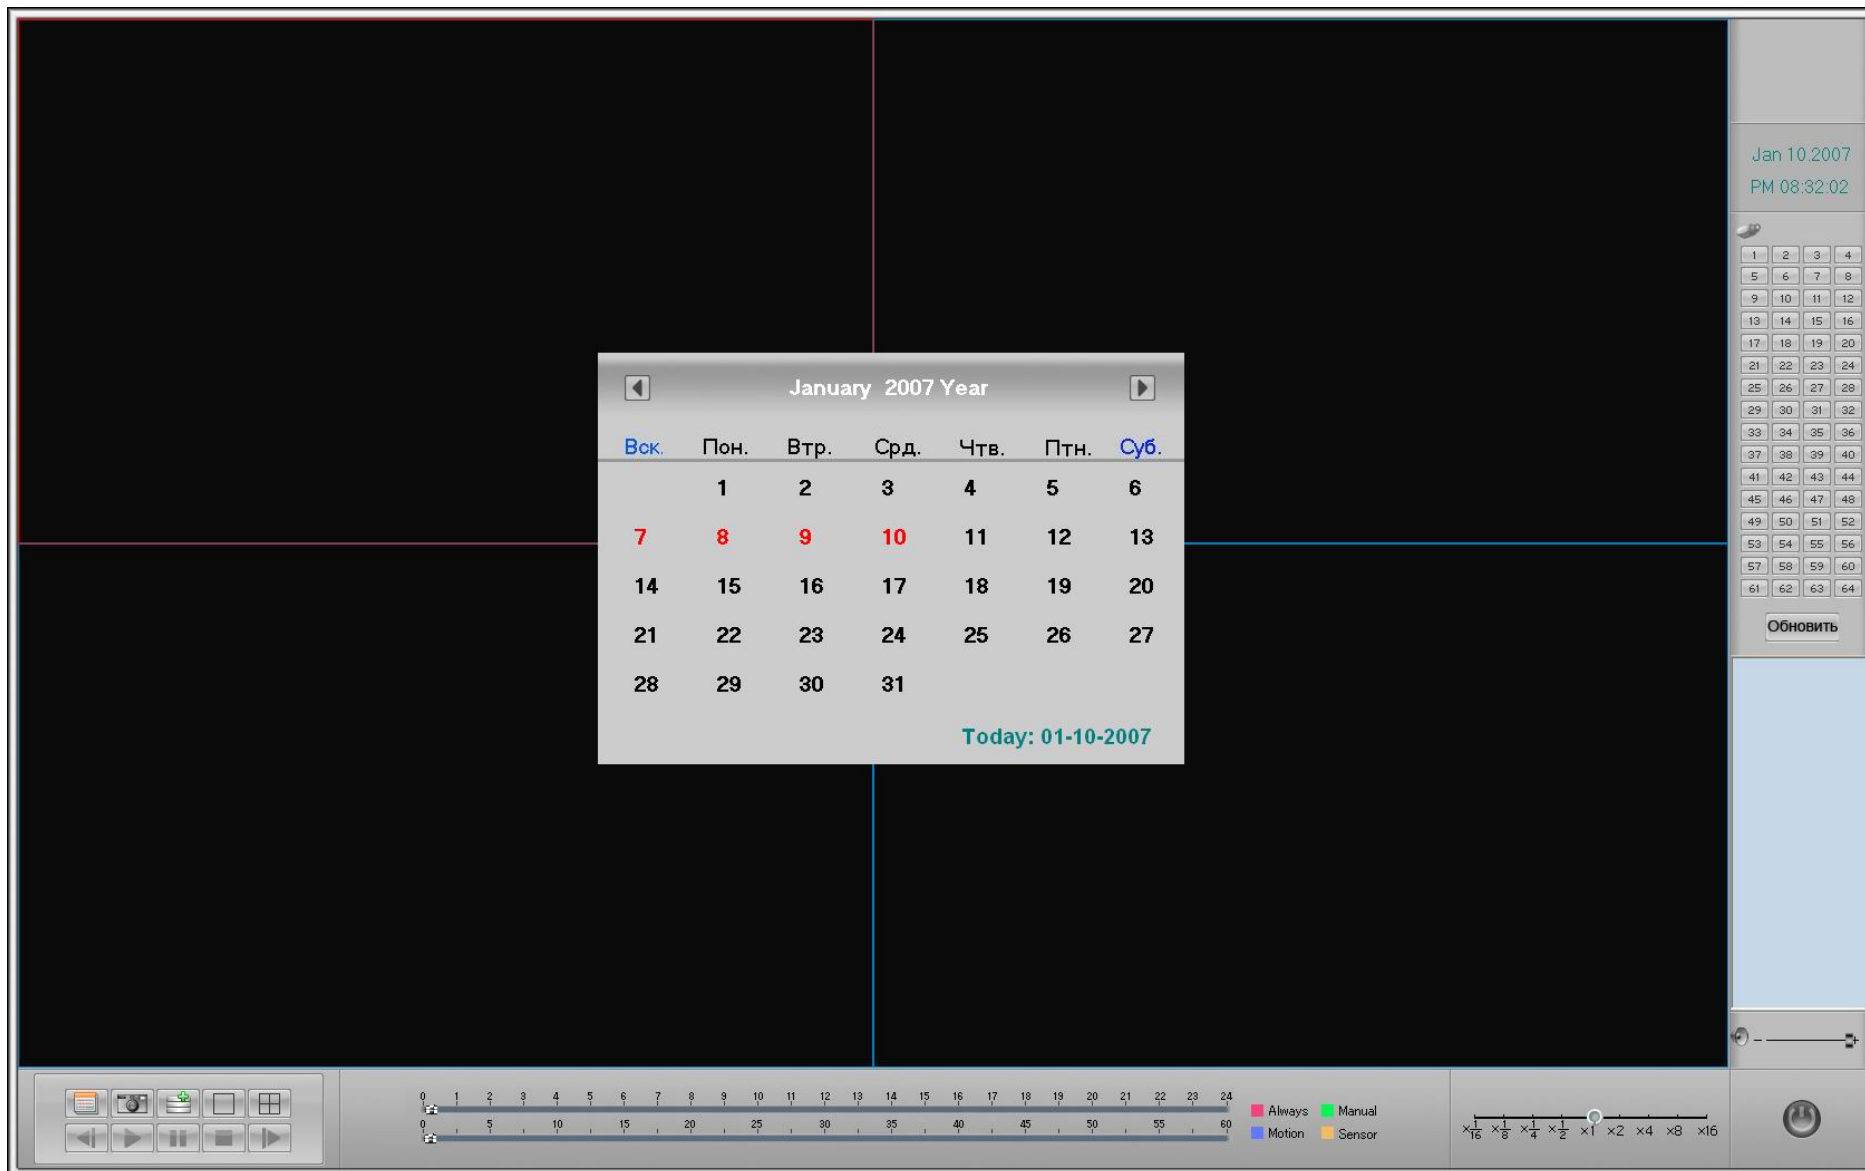 Jan 10.2007
PM 08:32:02
1 2 3 4
5 6 7 8
9 10 11 12
13 14 15 16
17 18 19 20
21 22 23 24
25 26 27 28
29 30 31 32
33 34 35 36
37 38 39 40
41 42 43 44
45 46 47 48
49 50 51 52
53 54 55 56
57 58 59 60
61 62 63 64
Обновить
January 2007 Year
Вск. Пон. Втр. Срд. Чтв. Птн. Суб.
1 2 3 4 5 6
7 8 9 10 11 12 13
14 15 16 17 18 19 20
21 22 23 24 25 26 27
28 29 30 31
Today: 01-10-2007
0 1 2 3 4 5 6 7 8 9 10 11 12 13 14 15 16 17 18 19 20 21 22 23 24
0 5 10 15 20 25 30 35 40 45 50 55 60
Always Manual
Motion Sensor
×1/16 ×1/8 ×1/4 ×1/2 ×1 ×2 ×4 ×8 ×16